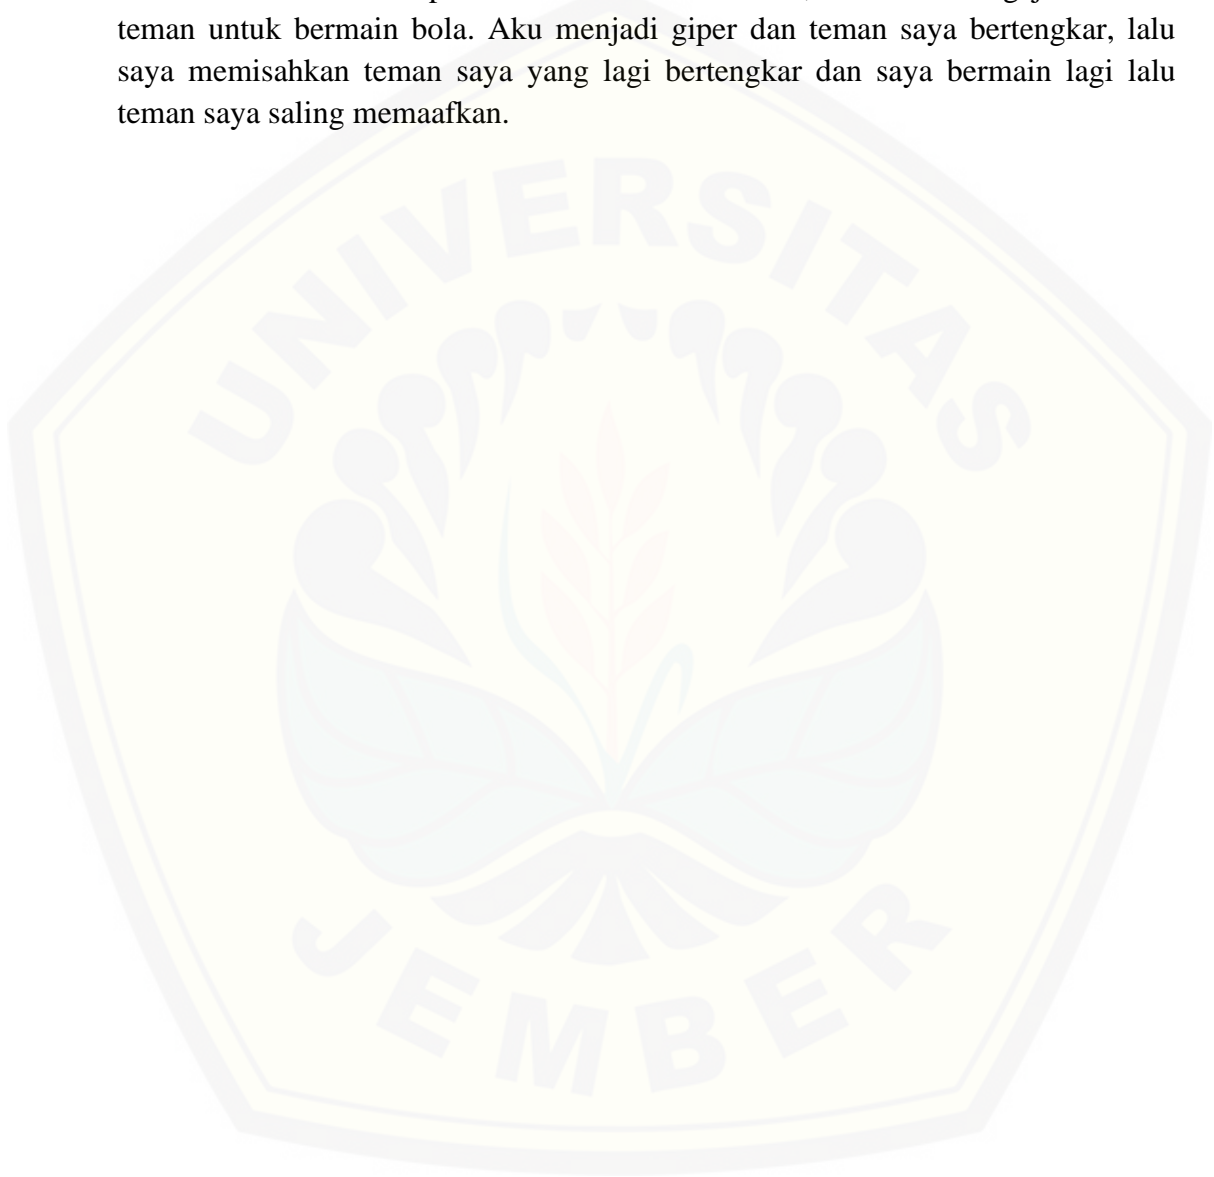 teman untuk bermain bola. Aku menjadi giper dan teman saya bertengkar, lalu
saya memisahkan teman saya yang lagi bertengkar dan saya bermain lagi lalu
teman saya saling memaafkan.
UNIVERSITAS
JEMBER